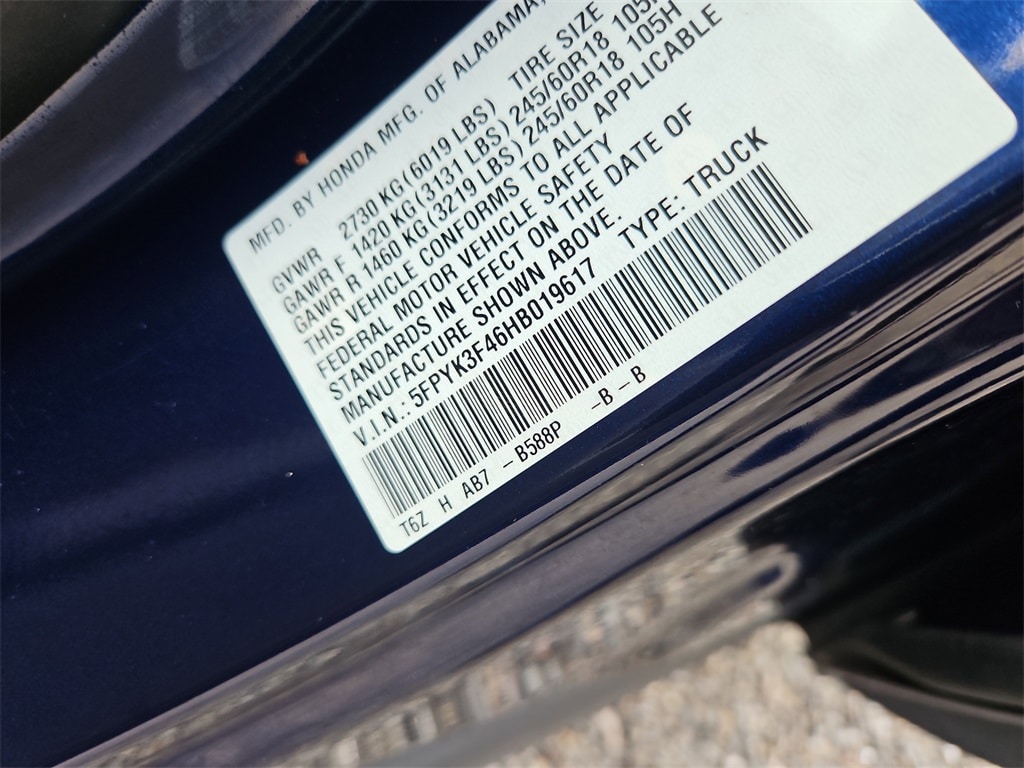 MFD. BY HONDA MFG. OF ALABAMA,
TIRE SIZE
GVWR 2730 KG(6019 LBS)
GAWR F 1420 KG(3131 LBS) 245/60R18 105H
GAWR R 1460 KG(3219 LBS) 245/60R18 105H
THIS VEHICLE CONFORMS TO ALL APPLICABLE
FEDERAL MOTOR VEHICLE SAFETY
STANDARDS IN EFFECT ON THE DATE OF
MANUFACTURE SHOWN ABOVE.
V.I.N.: 5FPYK3F46HB019617 TYPE: TRUCK
T6Z H AB7 -B588P -B-B